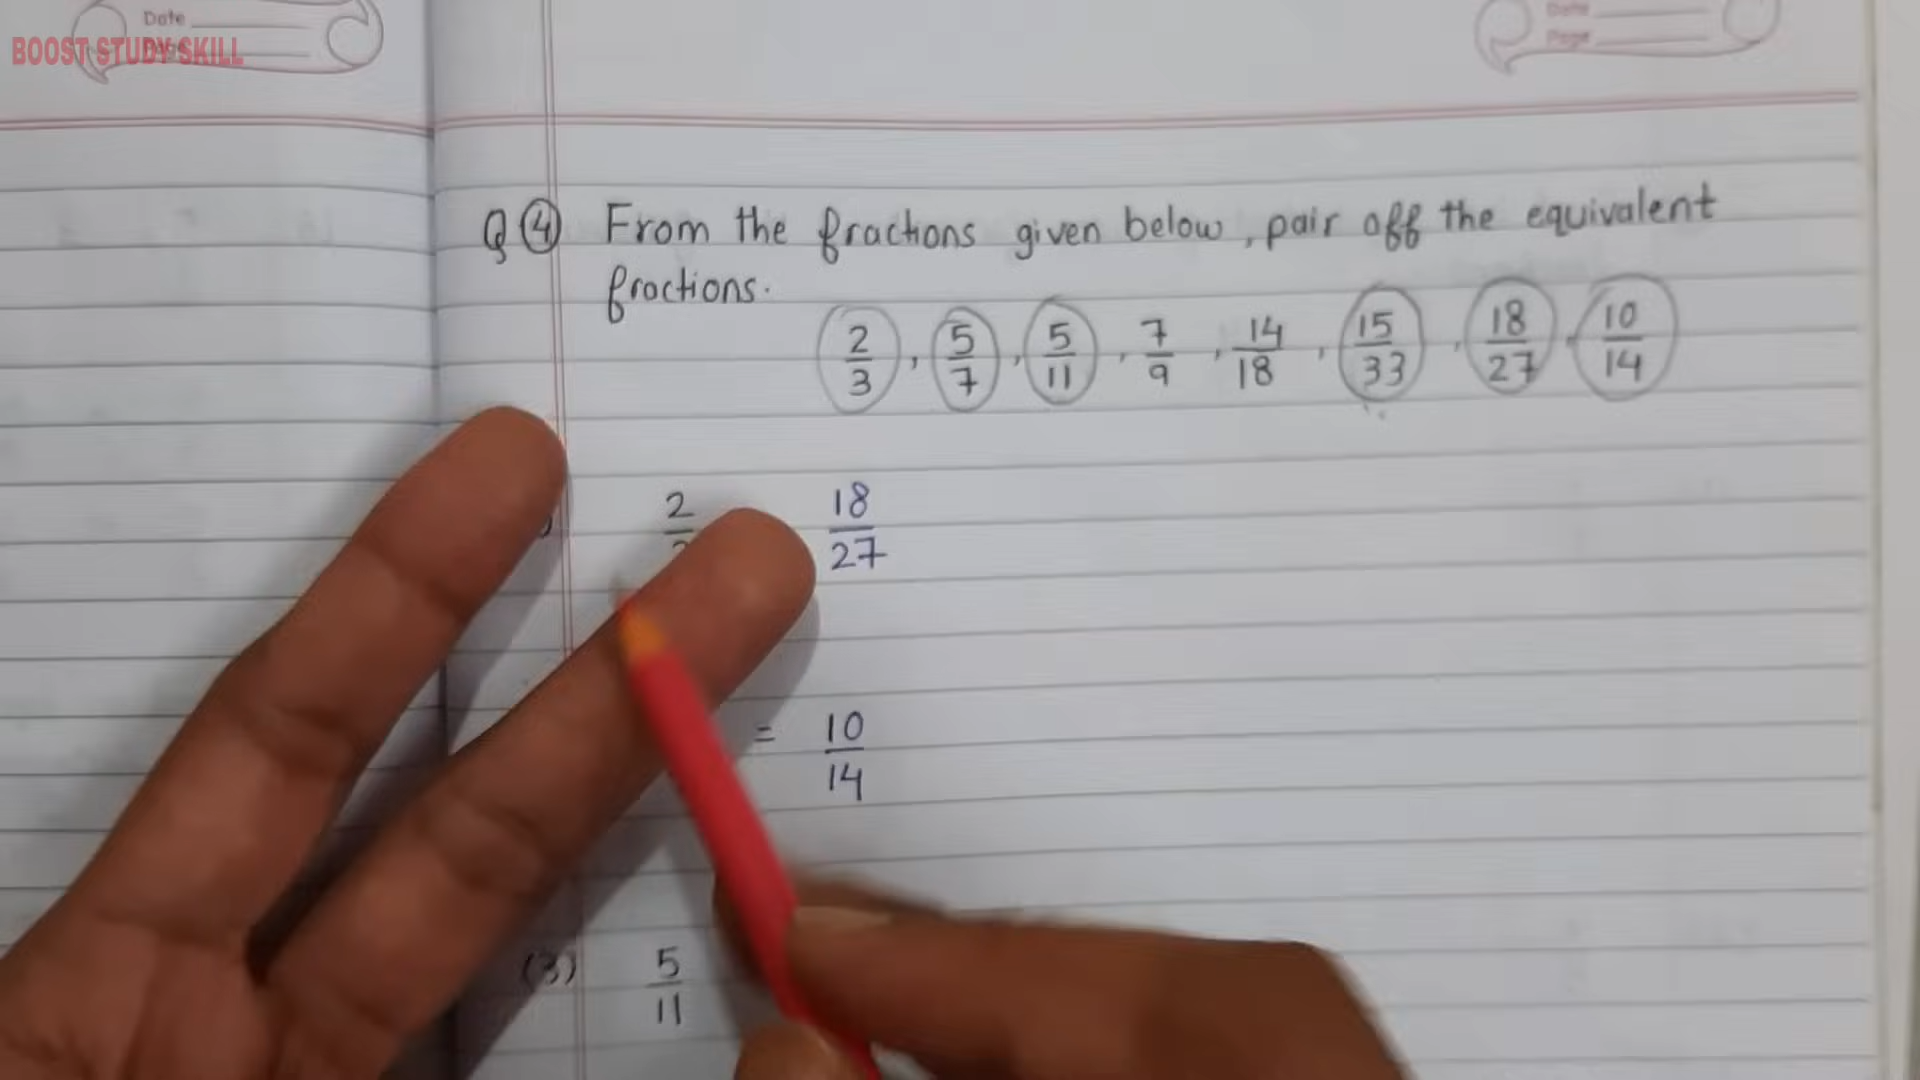 Date
BOOST STUDY SKILL
Date
Page
Q(4) From the fractions given below, pair off the equivalent
fractions.
2/3, 5/7, 5/11, 7/9, 14/18, 15/33, 18/27, 10/14
2 18/27
= 10/14
(3) 5/11